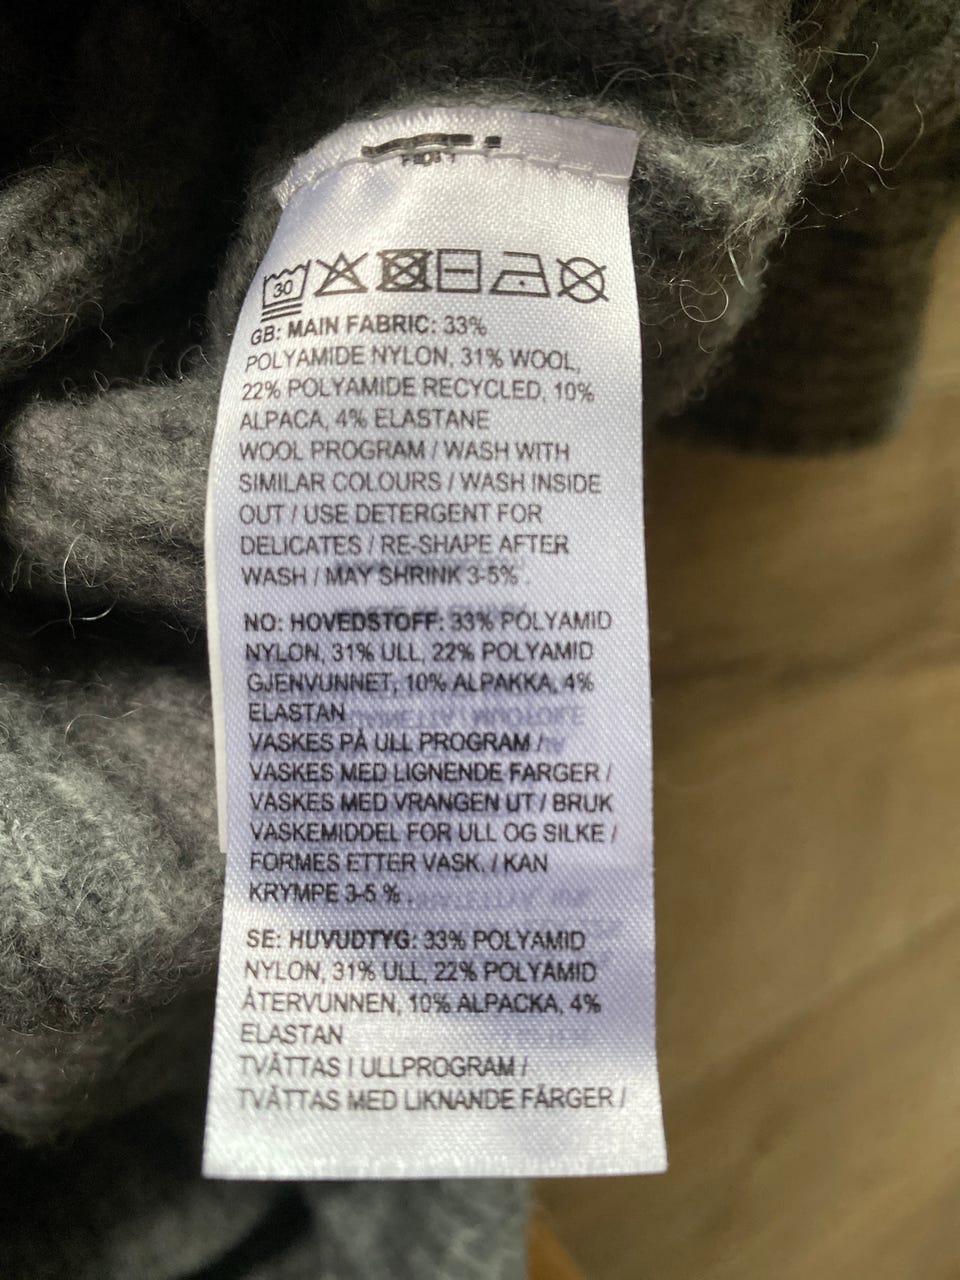 30
GB: MAIN FABRIC: 33%
POLYAMIDE NYLON, 31% WOOL,
22% POLYAMIDE RECYCLED, 10%
ALPACA, 4% ELASTANE
WOOL PROGRAM / WASH WITH
SIMILAR COLOURS / WASH INSIDE
OUT / USE DETERGENT FOR
DELICATES / RE-SHAPE AFTER
WASH / MAY SHRINK 3-5% .
NO: HOVEDSTOFF: 33% POLYAMID
NYLON, 31% ULL, 22% POLYAMID
GJENVUNNET, 10% ALPAKKA, 4%
ELASTAN
VASKES PÅ ULL PROGRAM /
VASKES MED LIGNENDE FARGER /
VASKES MED VRANGEN UT / BRUK
VASKEMIDDEL FOR ULL OG SILKE /
FORMES ETTER VASK. / KAN
KRYMPE 3-5 % .
SE: HUVUDTYG: 33% POLYAMID
NYLON, 31% ULL, 22% POLYAMID
ÅTERVUNNEN, 10% ALPACKA, 4%
ELASTAN
TVÄTTAS I ULLPROGRAM /
TVÄTTAS MED LIKNANDE FÄRGER /